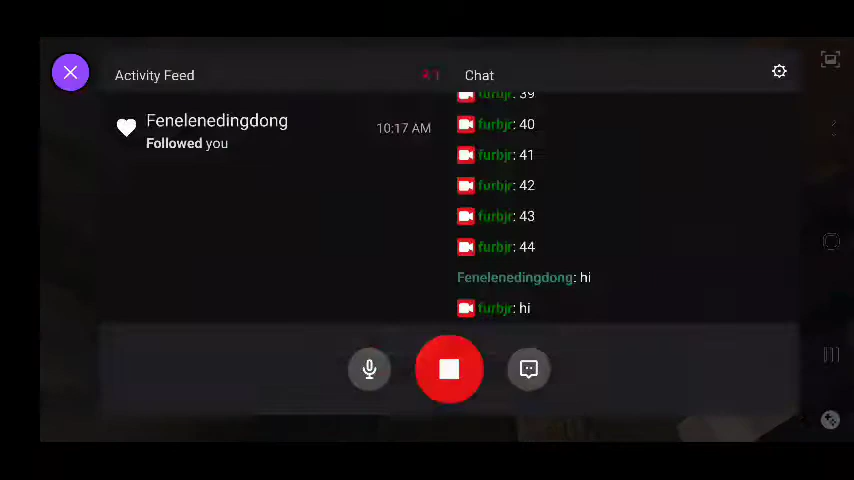 Activity Feed
1
Chat
Fenelenedingdong
Followed you
10:17 AM
furbjr: 39
furbjr: 40
furbjr: 41
furbjr: 42
furbjr: 43
furbjr: 44
Fenelenedingdong: hi
furbjr: hi